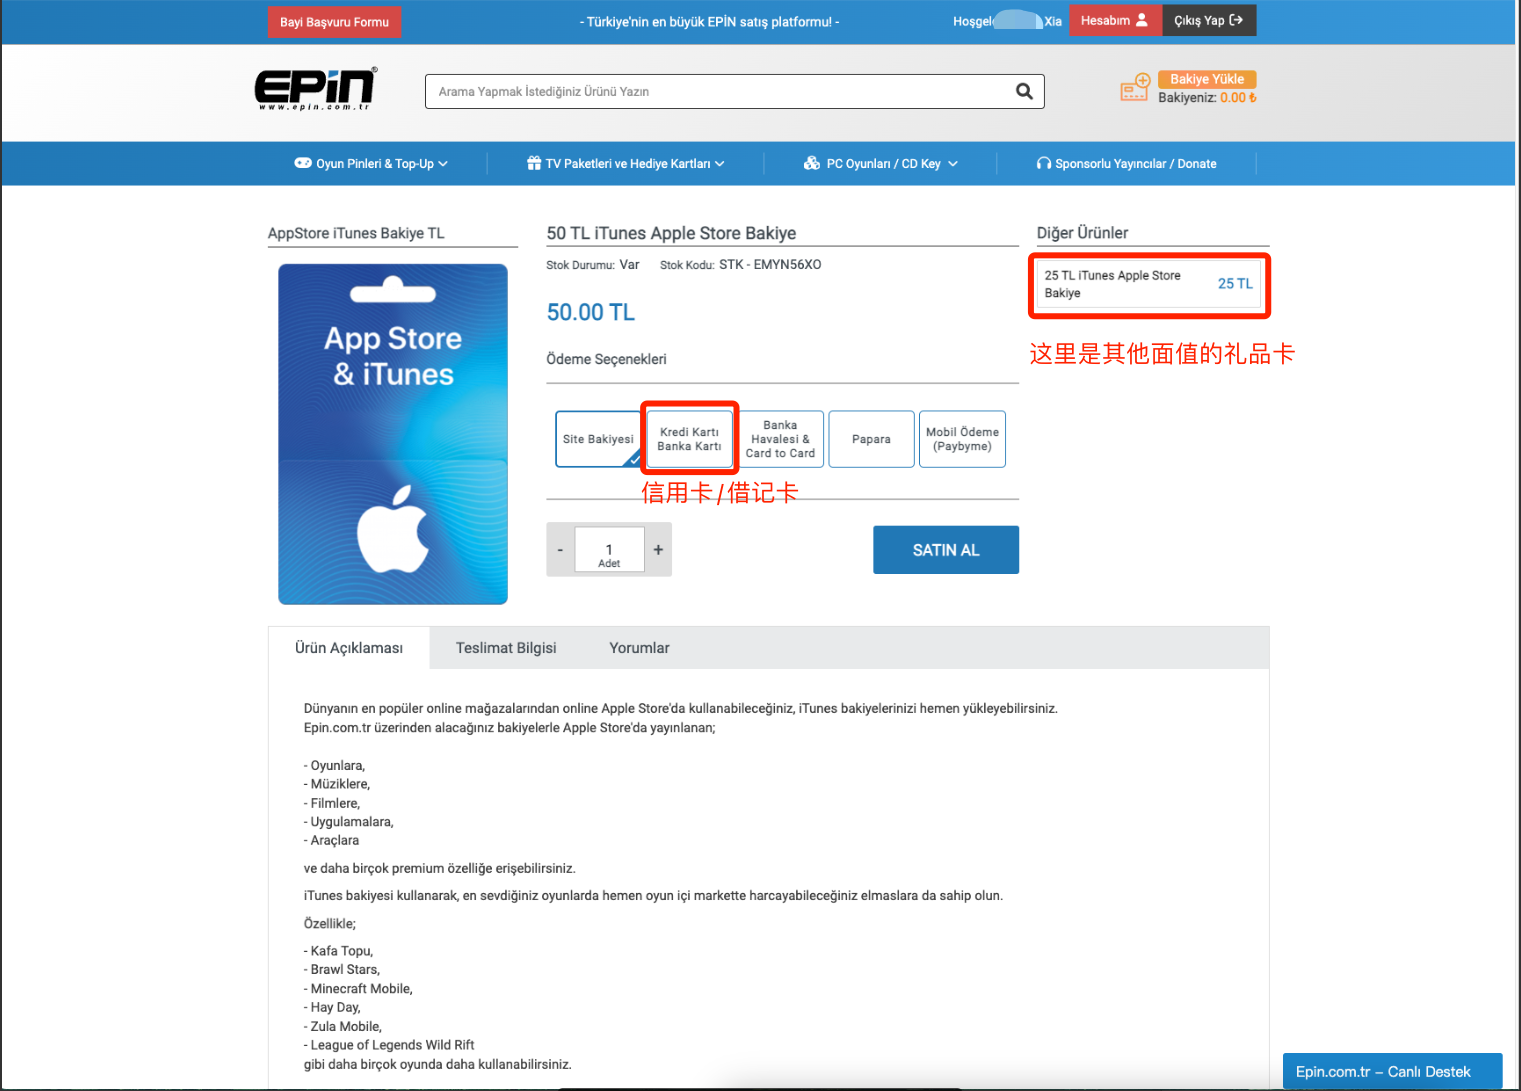 Bayi Başvuru Formu
- Türkiye'nin en büyük EPİN satış platformu! -
Xia
Hesabım
Çıkış Yap
EPiN®
www.epin.com.tr
Arama Yapmak İstediğiniz Ürünü Yazın
Bakiye Yükle
Bakiyeniz: 0.00 ₺
Oyun Pinleri & Top-Up
TV Paketleri ve Hediye Kartları
PC Oyunları / CD Key
Sponsorlu Yayıncılar / Donate
AppStore iTunes Bakiye TL
App Store
& iTunes
50 TL iTunes Apple Store Bakiye
Stok Durumu: Var Stok Kodu: STK - EMYN56XO
50.00 TL
Ödeme Seçenekleri
Site Bakiyesi
Kredi Kartı
Banka Kartı
Banka
Havalesi &
Card to Card
Papara
Mobil Ödeme
(Paybyme)
信用卡/借记卡
-
1
Adet
+
SATIN AL
Diğer Ürünler
25 TL iTunes Apple Store
Bakiye
25 TL
这里是其他面值的礼品卡
Ürün Açıklaması
Teslimat Bilgisi
Yorumlar
Dünyanın en popüler online mağazalarından online Apple Store'da kullanabileceğiniz, iTunes bakiyelerinizi hemen yükleyebilirsiniz.
Epin.com.tr üzerinden alacağınız bakiyelerle Apple Store'da yayınlanan;
- Oyunlara,
- Müziklere,
- Filmlere,
- Uygulamalara,
- Araçlara
ve daha birçok premium özelliğe erişebilirsiniz.
iTunes bakiyesi kullanarak, en sevdiğiniz oyunlarda hemen oyun içi markette harcayabileceğiniz elmaslara da sahip olun.
Özellikle;
- Kafa Topu,
- Brawl Stars,
- Minecraft Mobile,
- Hay Day,
- Zula Mobile,
- League of Legends Wild Rift
gibi daha birçok oyunda daha kullanabilirsiniz.
Epin.com.tr – Canlı Destek